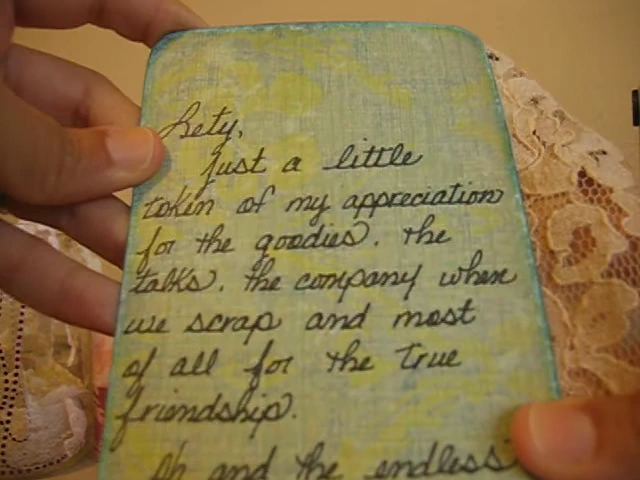 Lety,
Just a little
token of my appreciation
for the goodies. the
talks. the company when
we scrap and most
of all for the true
friendship.
Oh and the endless